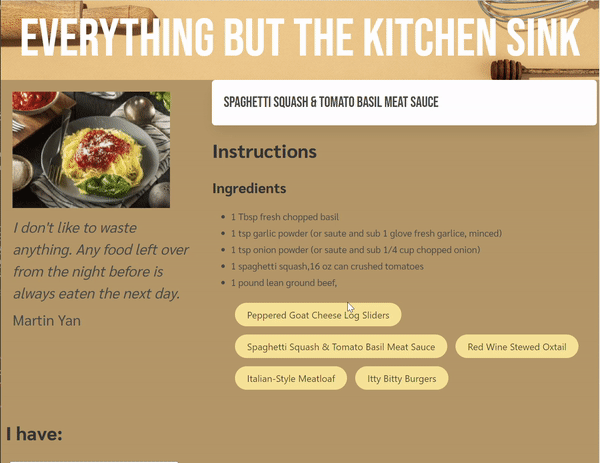 EVERYTHING BUT THE KITCHEN SINK
SPAGHETTI SQUASH & TOMATO BASIL MEAT SAUCE
I don't like to waste
anything. Any food left over
from the night before is
always eaten the next day.
Martin Yan
Instructions
Ingredients
1 Tbsp fresh chopped basil
1 tsp garlic powder (or saute and sub 1 glove fresh garlice, minced)
1 tsp onion powder (or saute and sub 1/4 cup chopped onion)
1 spaghetti squash,16 oz can crushed tomatoes
1 pound lean ground beef,
Peppered Goat Cheese Log Sliders
Spaghetti Squash & Tomato Basil Meat Sauce
Red Wine Stewed Oxtail
Italian-Style Meatloaf
Itty Bitty Burgers
I have: